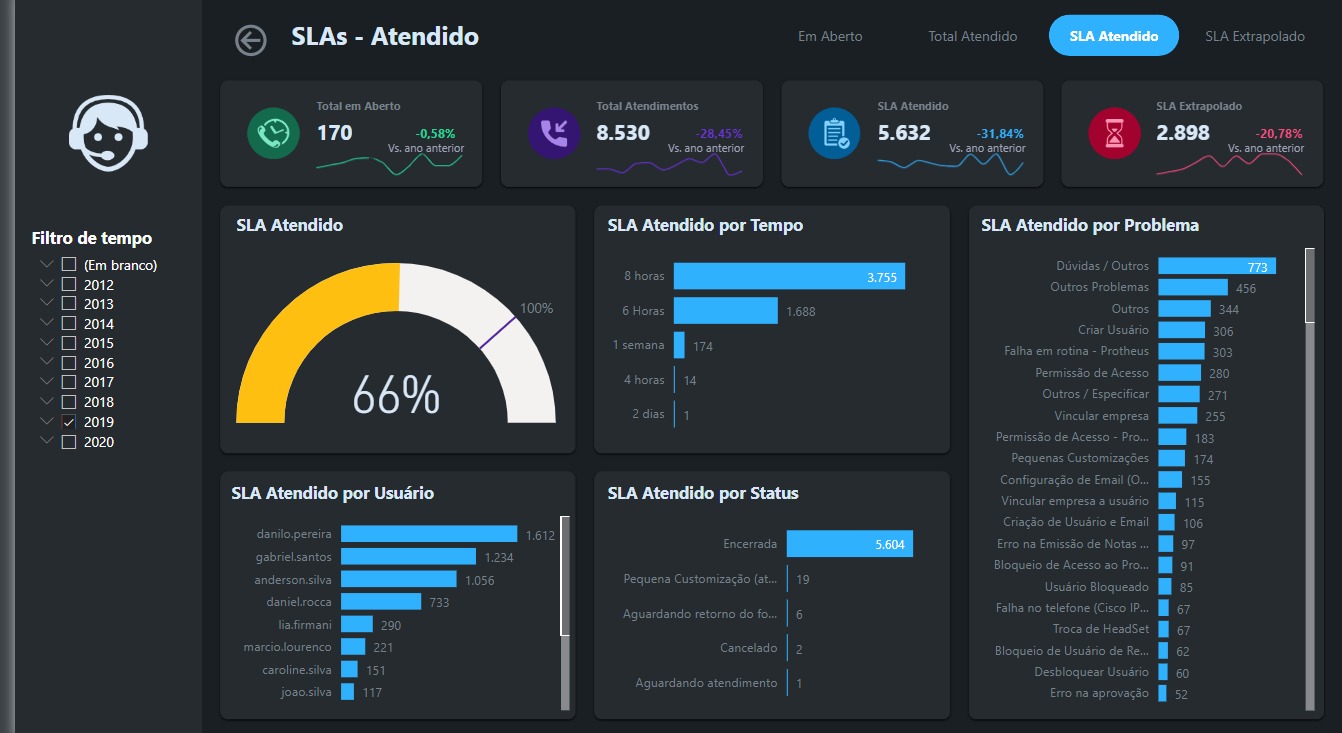 SLAs - Atendido
Em Aberto
Total Atendido
SLA Atendido
SLA Extrapolado
Total em Aberto
170
-0,58%
Vs. ano anterior
Total Atendimentos
8.530
-28,45%
Vs. ano anterior
SLA Atendido
5.632
-31,84%
Vs. ano anterior
SLA Extrapolado
2.898
-20,78%
Vs. ano anterior
Filtro de tempo
(Em branco)
2012
2013
2014
2015
2016
2017
2018
2019
2020
SLA Atendido
100%
66%
SLA Atendido por Tempo
8 horas 3.755
6 Horas 1.688
1 semana 174
4 horas 14
2 dias 1
SLA Atendido por Problema
Dúvidas / Outros 773
Outros Problemas 456
Outros 344
Criar Usuário 306
Falha em rotina - Protheus 303
Permissão de Acesso 280
Outros / Especificar 271
Vincular empresa 255
Permissão de Acesso - Pro... 183
Pequenas Customizações 174
Configuração de Email (O... 155
Vincular empresa a usuário 115
Criação de Usuário e Email 106
Erro na Emissão de Notas ... 97
Bloqueio de Acesso ao Pro... 91
Usuário Bloqueado 85
Falha no telefone (Cisco IP... 67
Troca de HeadSet 67
Bloqueio de Usuário de Re... 62
Desbloquear Usuário 60
Erro na aprovação 52
SLA Atendido por Usuário
danilo.pereira 1.612
gabriel.santos 1.234
anderson.silva 1.056
daniel.rocca 733
lia.firmani 290
marcio.lourenco 221
caroline.silva 151
joao.silva 117
SLA Atendido por Status
Encerrada 5.604
Pequena Customização (at... 19
Aguardando retorno do fo... 6
Cancelado 2
Aguardando atendimento 1